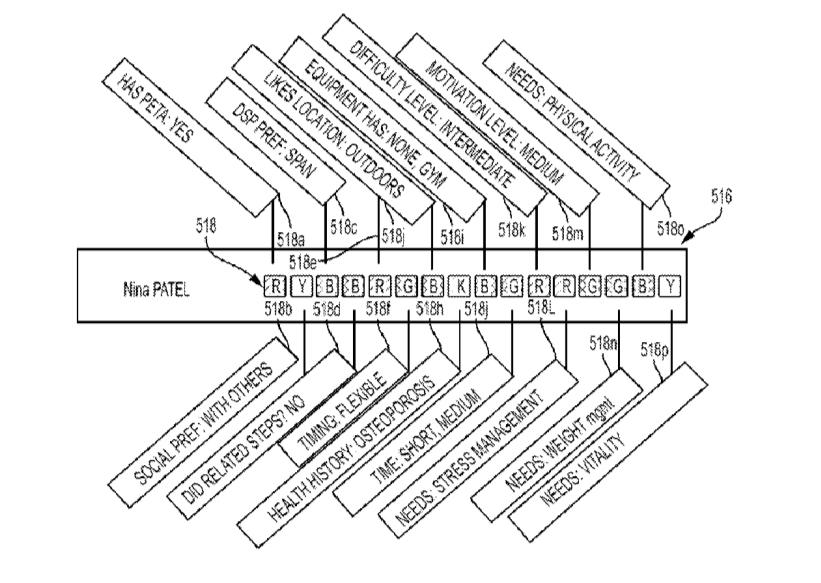 HAS PETA: YES
DSP PREF: SPAN
LIKES LOCATION: OUTDOORS
EQUIPMENT HAS: NONE, GYM
DIFFICULTY LEVEL: INTERMEDIATE
MOTIVATION LEVEL: MEDIUM
NEEDS: PHYSICAL ACTIVITY
516
518
518a
518c
518j
518i
518k
518m
518o
518e
Nina PATEL
R Y B B R G B K B G R R G G B Y
518b
518d
518f
518h
518j
518L
518n
518p
SOCIAL PREF: WITH OTHERS
DID RELATED STEPS? NO
TIMING: FLEXIBLE
HEALTH HISTORY: OSTEOPOROSIS
TIME: SHORT, MEDIUM
NEEDS: STRESS MANAGEMENT
NEEDS: WEIGHT mgmt
NEEDS: VITALITY